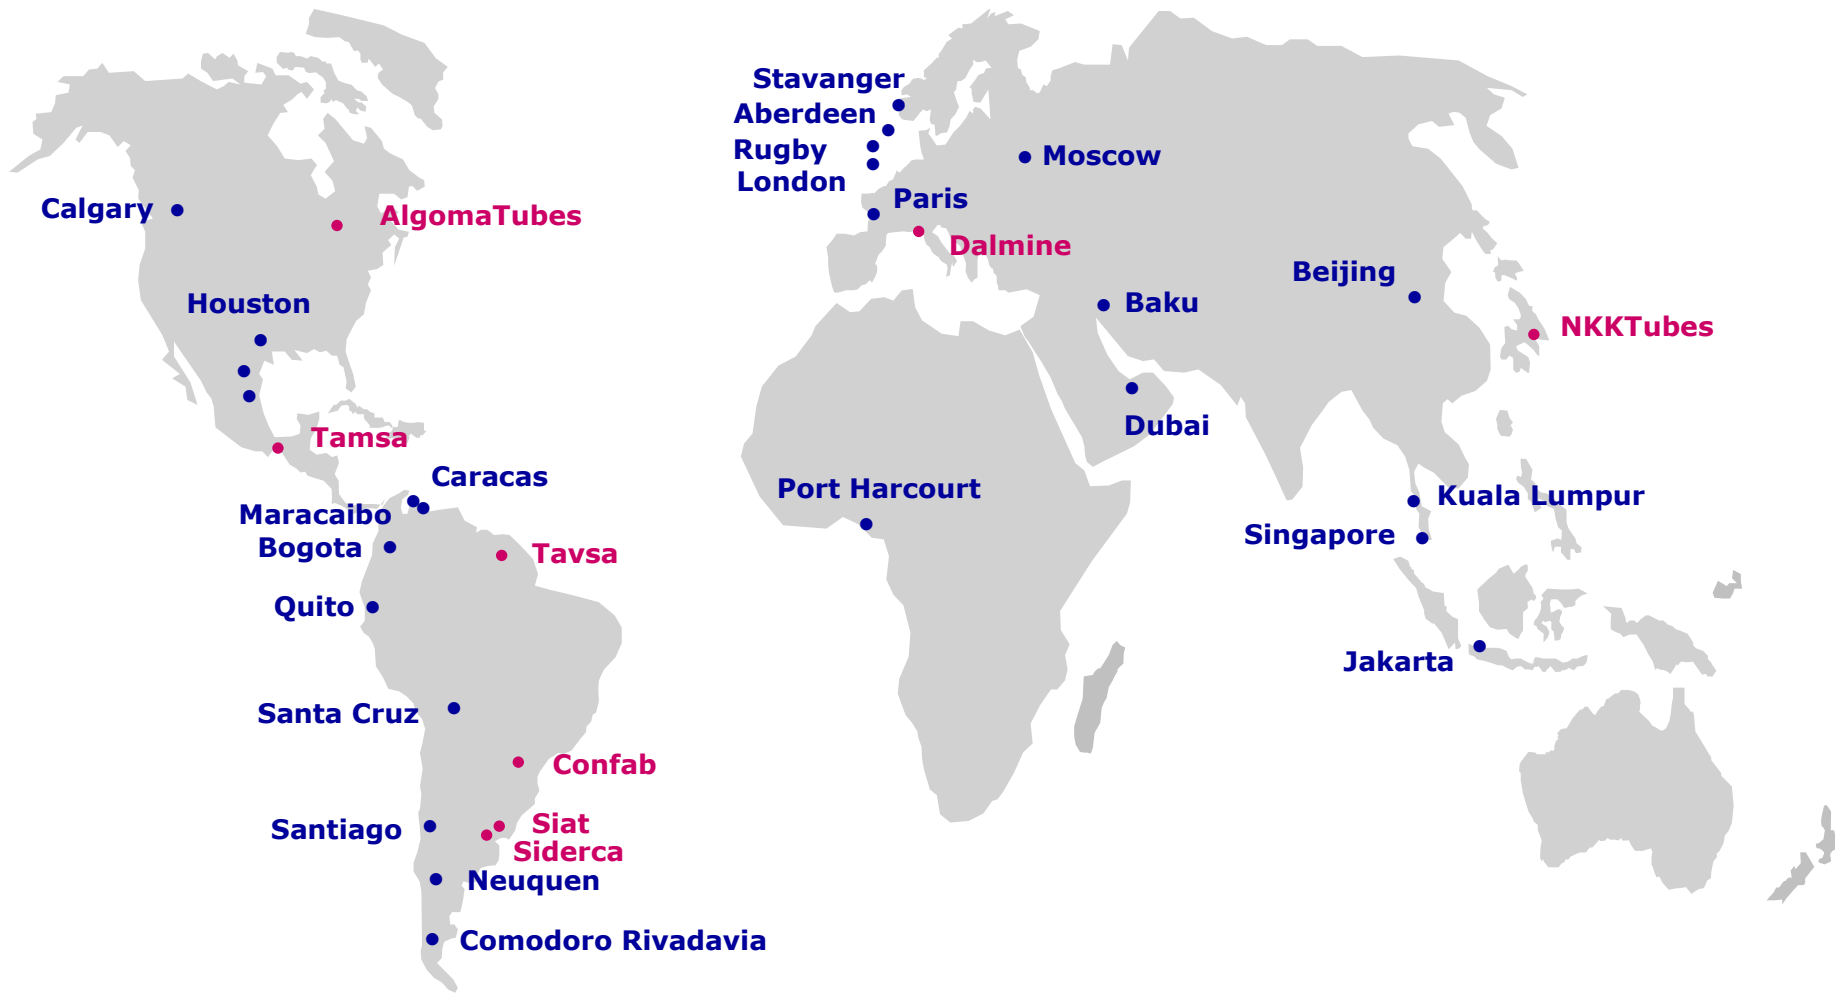 Stavanger
Aberdeen
Rugby
London
Moscow
Paris
Calgary
AlgomaTubes
Dalmine
Beijing
Houston
Baku
NKKTubes
Dubai
Tamsa
Caracas
Port Harcourt
Kuala Lumpur
Maracaibo
Singapore
Bogota
Tavsa
Quito
Jakarta
Santa Cruz
Confab
Santiago
Siat
Siderca
Neuquen
Comodoro Rivadavia